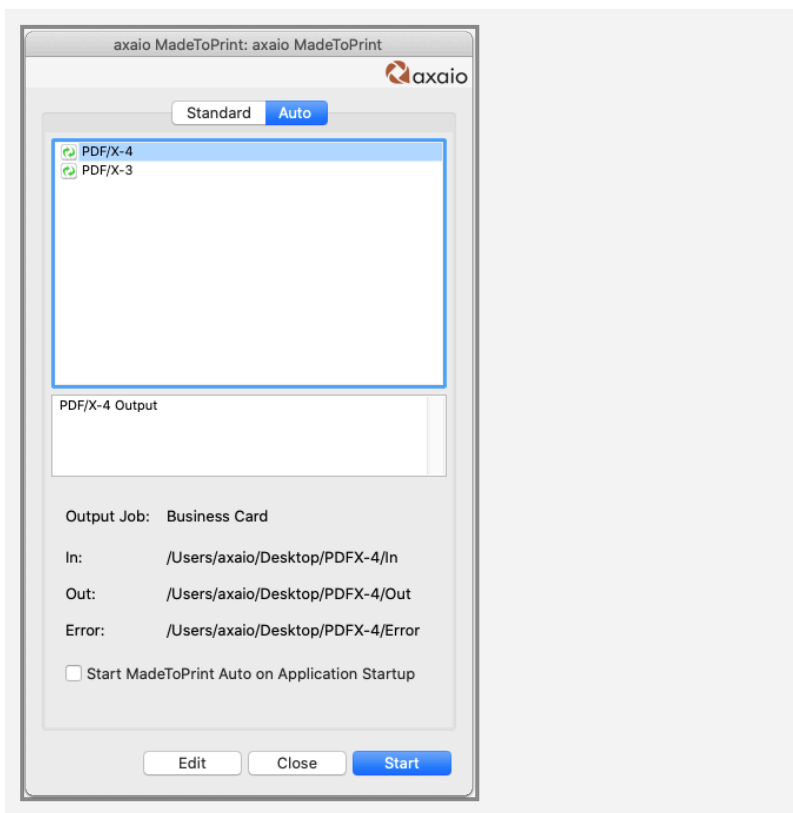 axaio MadeToPrint: axaio MadeToPrint
axaio
Standard Auto
PDF/X-4
PDF/X-3
PDF/X-4 Output
Output Job: Business Card
In: /Users/axaio/Desktop/PDFX-4/In
Out: /Users/axaio/Desktop/PDFX-4/Out
Error: /Users/axaio/Desktop/PDFX-4/Error
Start MadeToPrint Auto on Application Startup
Edit Close Start